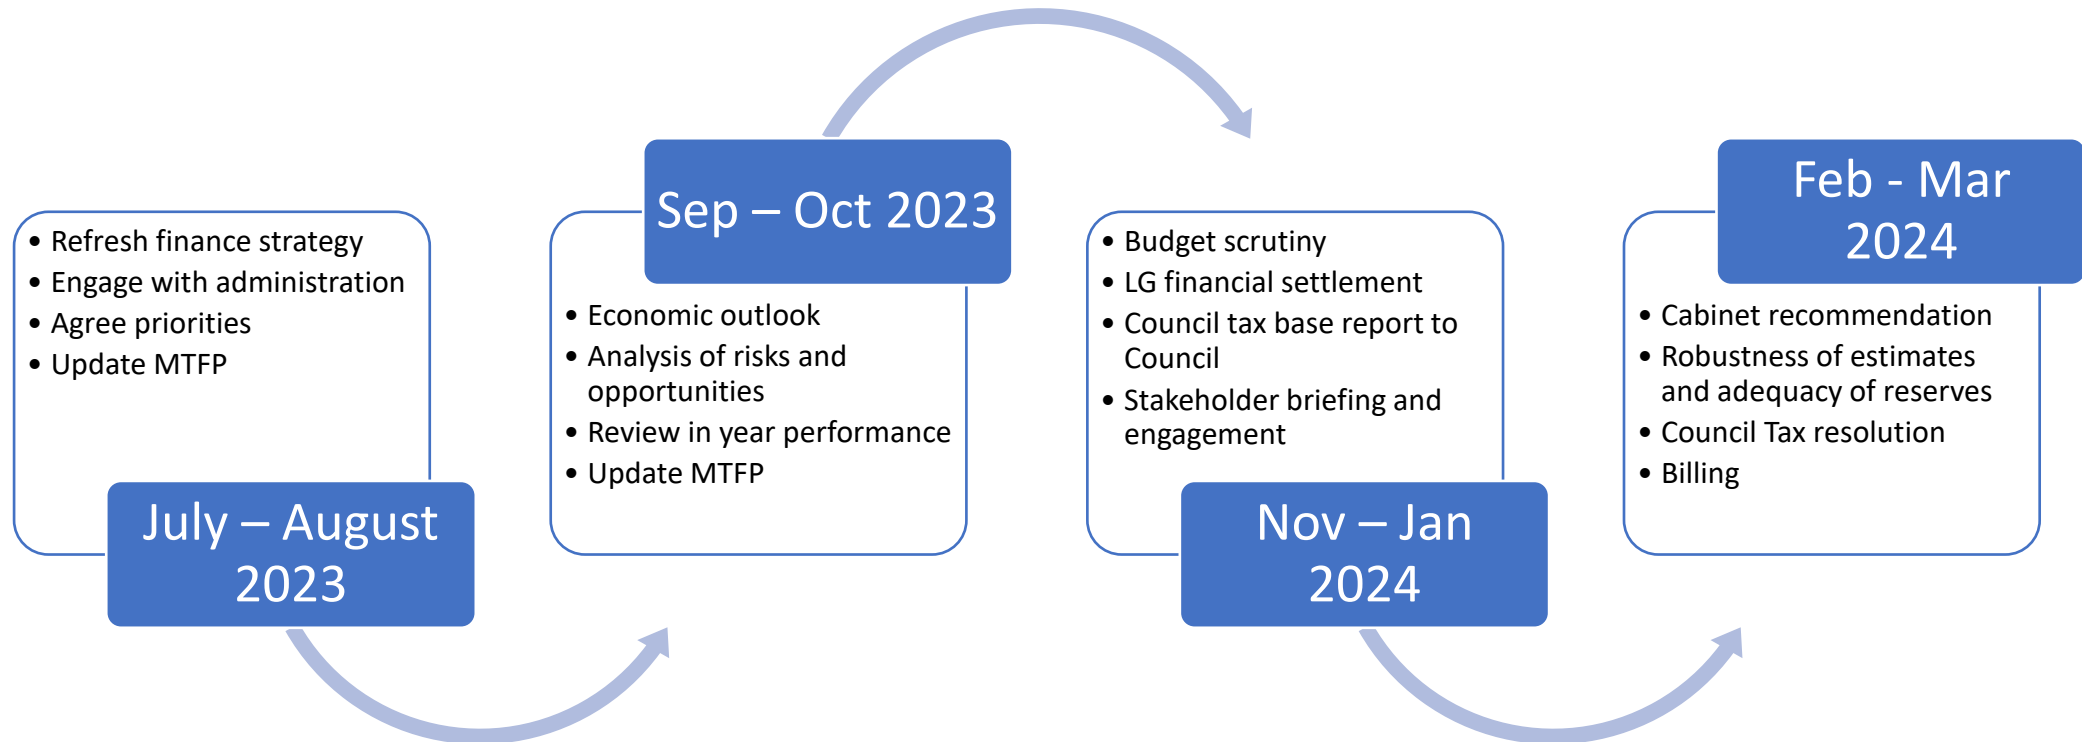 • Refresh finance strategy
• Engage with administration
• Agree priorities
• Update MTFP
July – August
2023
Sep – Oct 2023
• Economic outlook
• Analysis of risks and
opportunities
• Review in year performance
• Update MTFP
• Budget scrutiny
• LG financial settlement
• Council tax base report to
Council
• Stakeholder briefing and
engagement
Nov – Jan
2024
Feb - Mar
2024
• Cabinet recommendation
• Robustness of estimates
and adequacy of reserves
• Council Tax resolution
• Billing